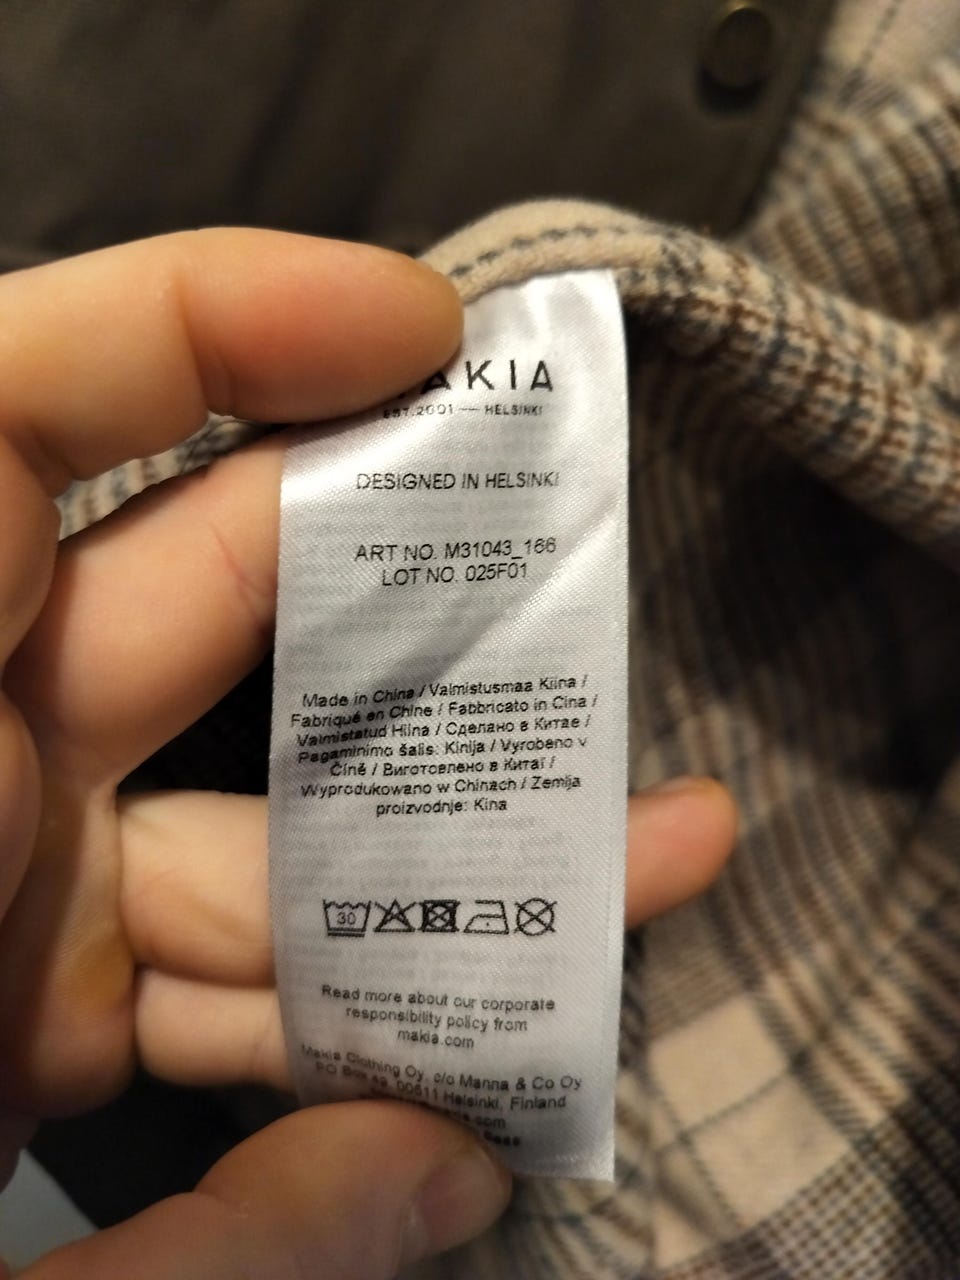 AKIA
EST.2001 — HELSINKI
DESIGNED IN HELSINKI
ART NO. M31043_166
LOT NO. 025F01
Made in China / Valmistusmaa Kiina /
Fabriqué en Chine / Fabbricato in Cina /
Valmistatud Hiina / Сделано в Китае /
Pagaminimo šalis: Kinija / Vyrobeno v
Číně / Виготовлено в Китаї /
Wyprodukowano w Chinach / Zemlja
proizvodnje: Kina
30
Read more about our corporate
responsibility policy from
makia.com
Makia Clothing Oy, c/o Manna & Co Oy
PO Box 00611 Helsinki, Finland